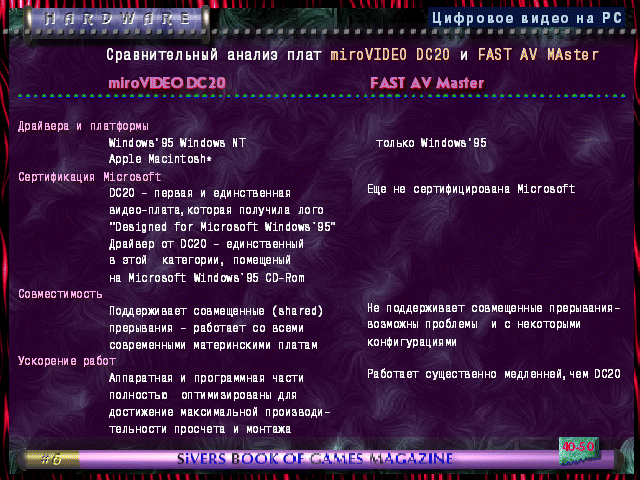 HARDWARE
Цифровое видео на PC
Сравнительный анализ плат miroVIDEO DC20 и FAST AV MAster
miroVIDEO DC20 FAST AV Master
Драйвера и платформы
Windows'95 Windows NT только Windows'95
Apple Macintosh*
Сертификация Microsoft
DC20 - первая и единственная Еще не сертифицирована Microsoft
видео-плата,которая получила лого
"Designed for Microsoft Windows'95"
Драйвер от DC20 - единственный
в этой категории, помещеный
на Microsoft Windows'95 CD-Rom
Совместимость
Поддерживает совмещенные (shared) Не поддерживает совмещенные прерывания-
прерывания - работает со всеми возможны проблемы и с некоторыми
современными материнскими платам конфигурациями
Ускорение работ
Аппаратная и программная части Работает существенно медленней,чем DC20
полностью оптимизированы для
достижение максимальной производи-
тельности просчета и монтажа
#6 SiVERS BOOK OF GAMES MAGAZINE 40-50